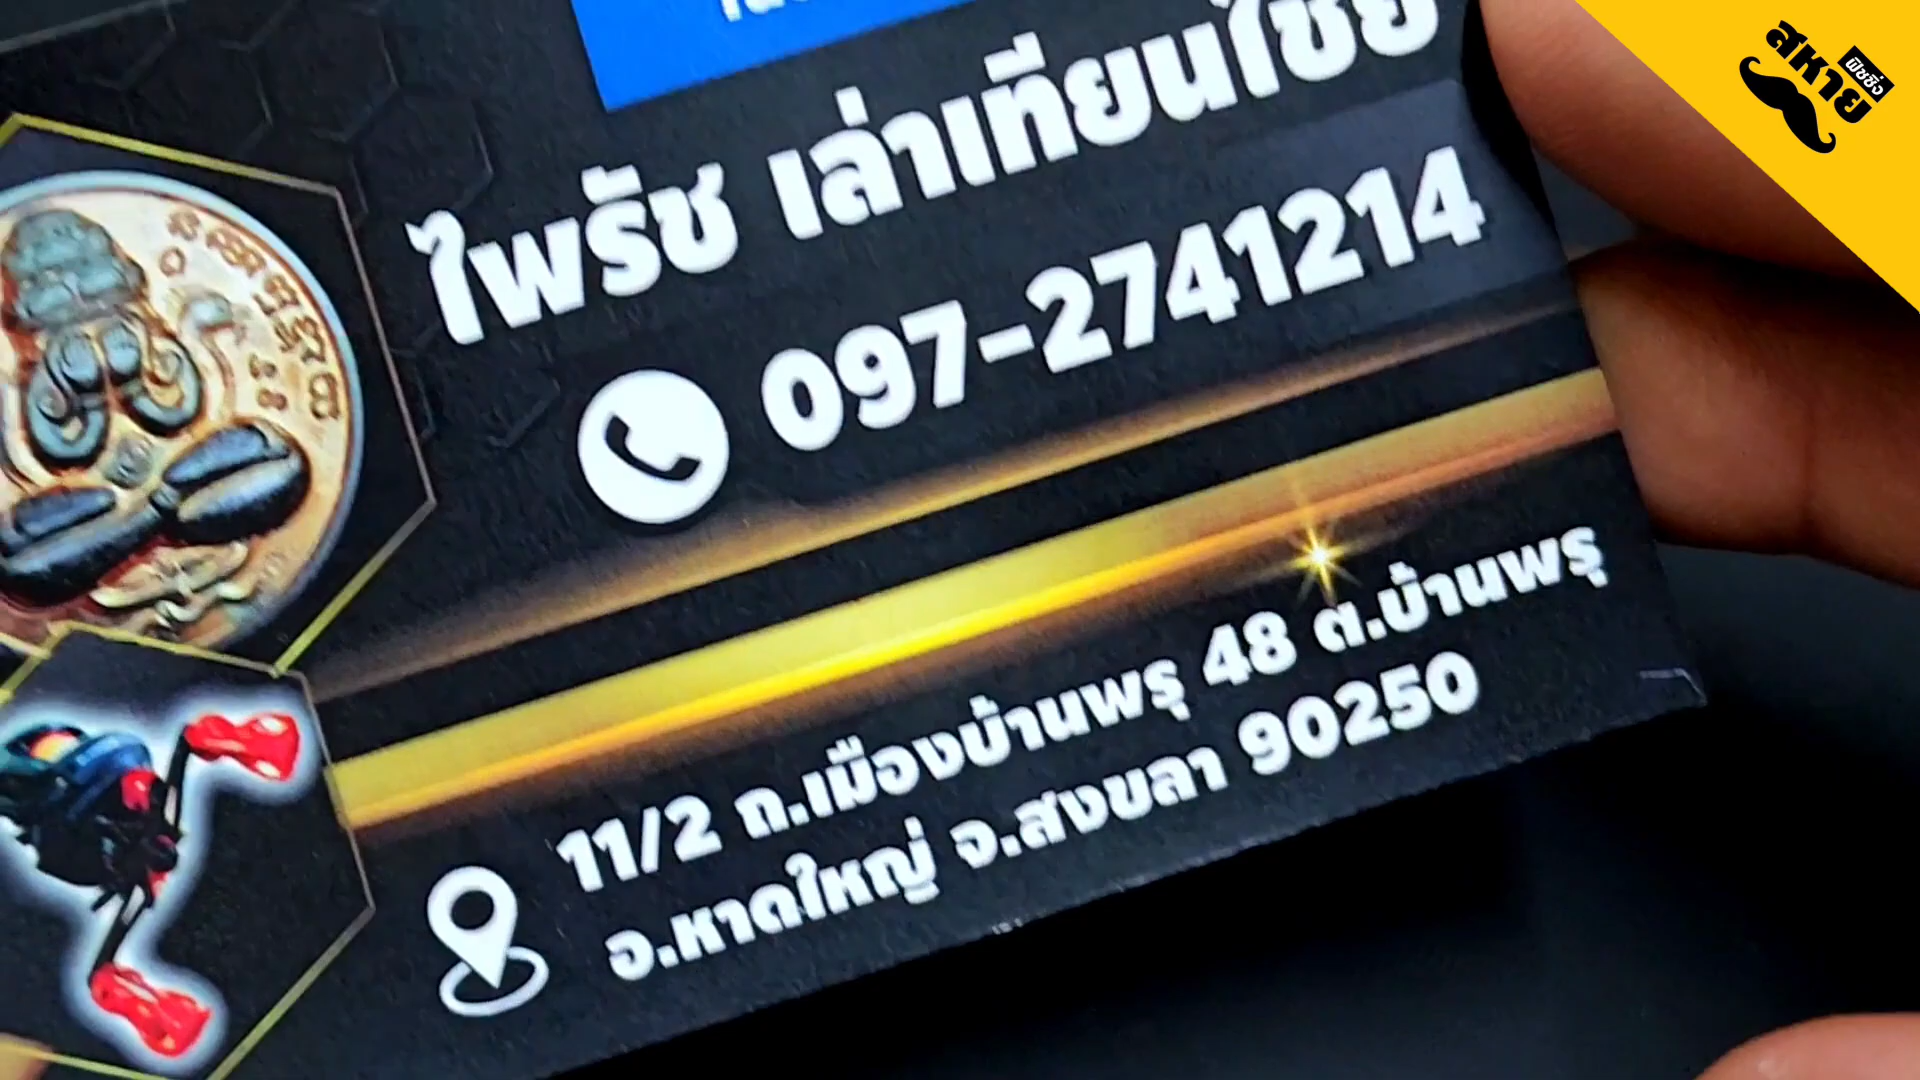 ไพรัช เล่าเทียนไชย
097-2741214
11/2 ถ.เมืองบ้านพรุ 48 ต.บ้านพรุ
อ.หาดใหญ่ จ.สงขลา 90250
สหาย
ฟิชชิ่ง